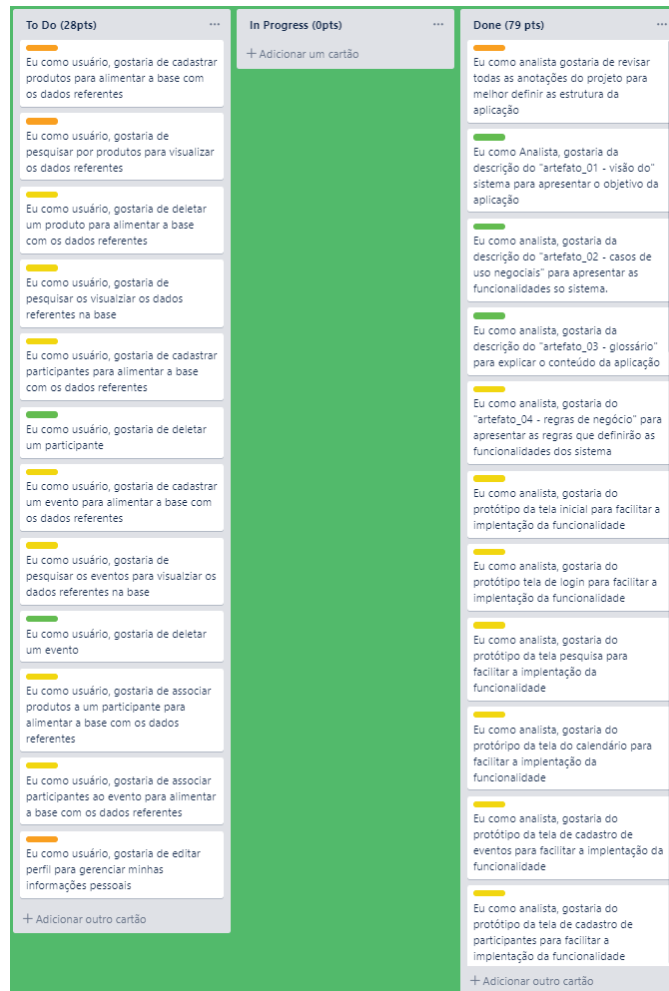 To Do (28pts)
Eu como usuário, gostaria de cadastrar
produtos para alimentar a base com
os dados referentes
Eu como usuário, gostaria de
pesquisar por produtos para visualizar
os dados referentes
Eu como usuário, gostaria de deletar
um produto para alimentar a base
com os dados referentes
Eu como usuário, gostaria de
pesquisar os visualziar os dados
referentes na base
Eu como usuário, gostaria de cadastrar
participantes para alimentar a base
com os dados referentes
Eu como usuário, gostaria de deletar
um participante
Eu como usuário, gostaria de cadastrar
um evento para alimentar a base com
os dados referentes
Eu como usuário, gostaria de
pesquisar os eventos para visualziar os
dados referentes na base
Eu como usuário, gostaria de deletar
um evento
Eu como usuário, gostaria de associar
produtos a um participante para
alimentar a base com os dados
referentes
Eu como usuário, gostaria de associar
participantes ao evento para alimentar
a base com os dados referentes
Eu como usuário, gostaria de editar
perfil para gerenciar minhas
informações pessoais
+ Adicionar outro cartão
In Progress (0pts)
+ Adicionar um cartão
Done (79 pts)
Eu como analista gostaria de revisar
todas as anotações do projeto para
melhor definir as estrutura da
aplicação
Eu como Analista, gostaria da
descrição do "artefato_01 - visão do"
sistema para apresentar o objetivo da
aplicação
Eu como analista, gostaria da
descrição do "artefato_02 - casos de
uso negociais" para apresentar as
funcionalidades so sistema.
Eu como analista, gostaria da
descrição do "artefato_03 - glossário"
para explicar o conteúdo da aplicação
Eu como analista, gostaria do
"artefato_04 - regras de negócio" para
apresentar as regras que definirão as
funcionalidades dos sistema
Eu como analista, gostaria do
protótipo da tela inicial para facilitar a
implentação da funcionalidade
Eu como analista, gostaria do
protótipo tela de login para facilitar a
implentação da funcionalidade
Eu como analista, gostaria do
protótipo da tela pesquisa para
facilitar a implentação da
funcionalidade
Eu como analista, gostaria do
protóripo da tela do calendário para
facilitar a implentação da
funcionalidade
Eu como analista, gostaria do
protótipo da tela de cadastro de
eventos para facilitar a implentação da
funcionalidade
Eu como analista, gostaria do
protótipo da tela de cadastro de
participantes para facilitar a
implentação da funcionalidade
+ Adicionar outro cartão